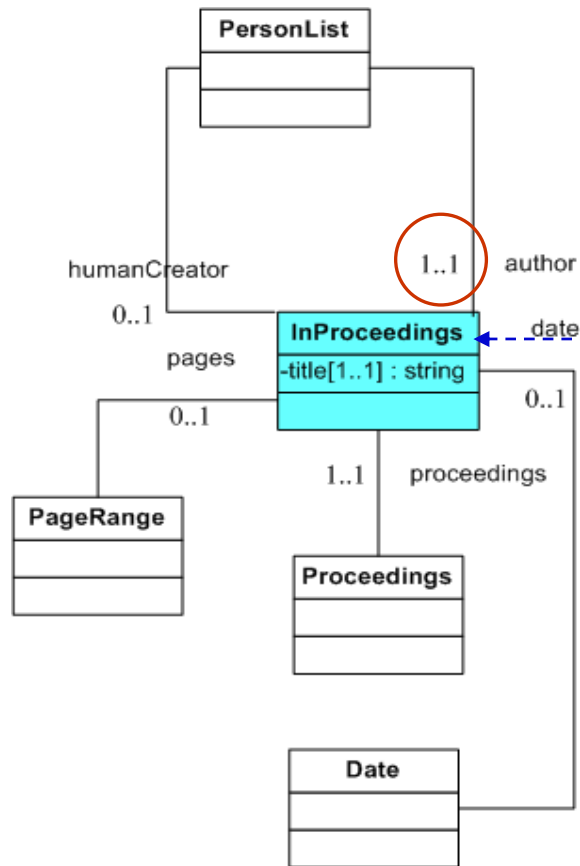 PersonList
humanCreator
0..1
1..1
author
InProceedings
-title[1..1] : string
date
pages
0..1
0..1
1..1
proceedings
PageRange
Proceedings
Date